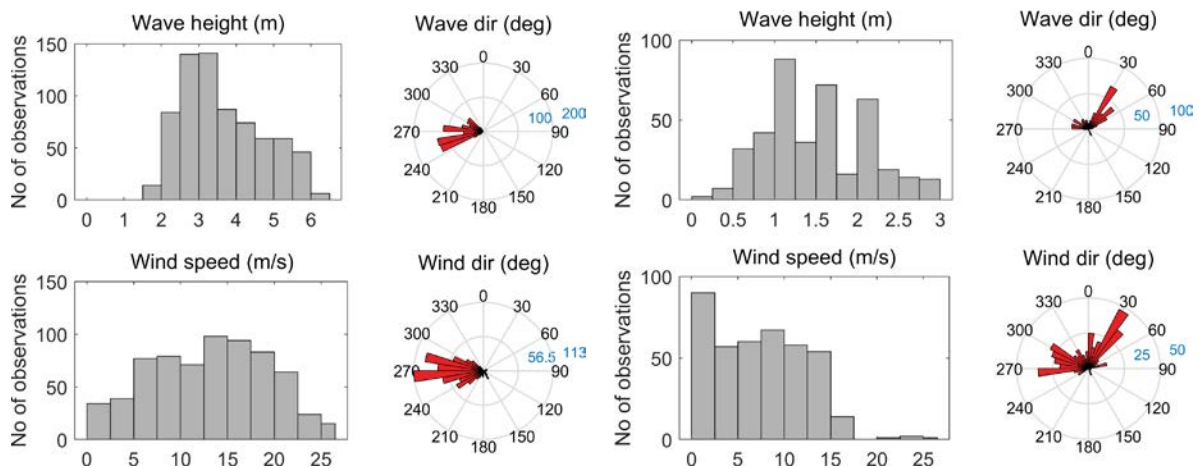 Wave height (m)
No of observations
150
100
50
0
0 1 2 3 4 5 6
Wave dir (deg)
0
330 30
300 60
100 200
270 90
240 120
210 150
180
Wave height (m)
No of observations
100
50
0
0 0.5 1 1.5 2 2.5 3
Wave dir (deg)
0
330 30
300 60
50 100
270 90
240 120
210 150
180
Wind speed (m/s)
No of observations
150
100
50
0
0 5 10 15 20 25
Wind dir (deg)
0
330 30
300 60
56.5 113
270 90
240 120
210 150
180
Wind speed (m/s)
No of observations
100
50
0
0 5 10 15 20 25
Wind dir (deg)
0
330 30
300 60
25 50
270 90
240 120
210 150
180